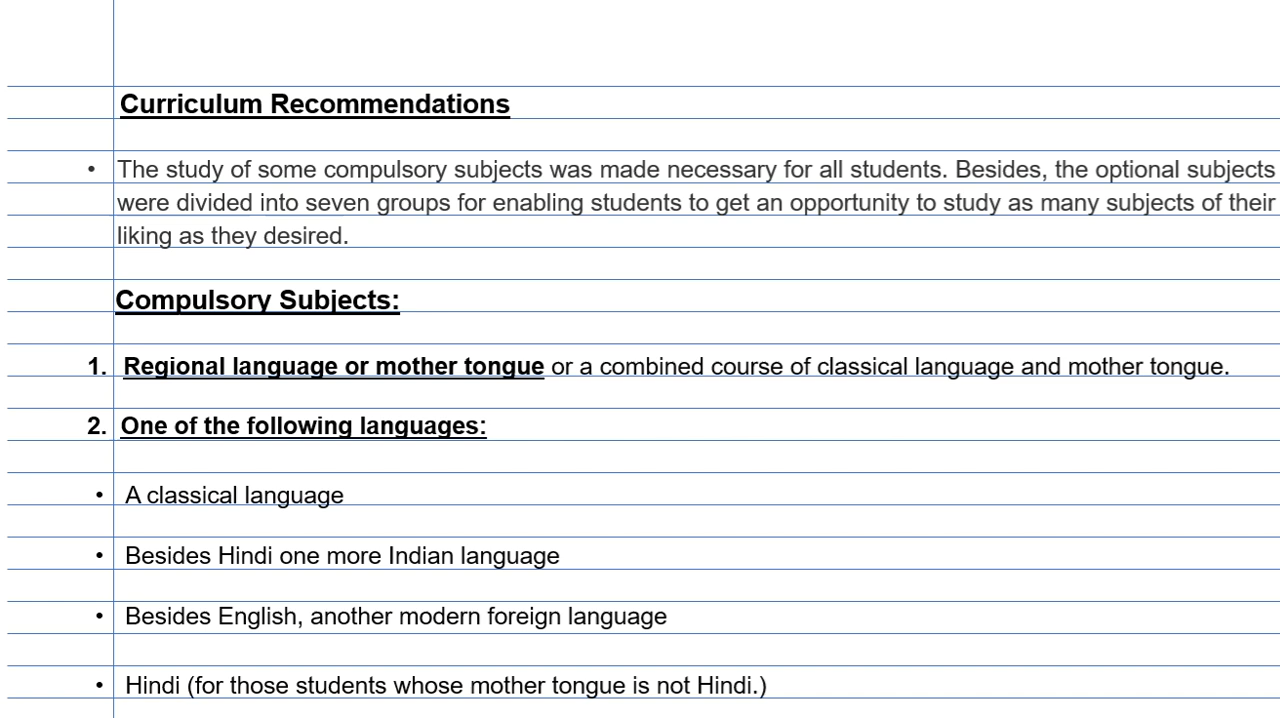 Curriculum Recommendations
• The study of some compulsory subjects was made necessary for all students. Besides, the optional subjects
were divided into seven groups for enabling students to get an opportunity to study as many subjects of their
liking as they desired.
Compulsory Subjects:
1. Regional language or mother tongue or a combined course of classical language and mother tongue.
2. One of the following languages:
• A classical language
• Besides Hindi one more Indian language
• Besides English, another modern foreign language
• Hindi (for those students whose mother tongue is not Hindi.)